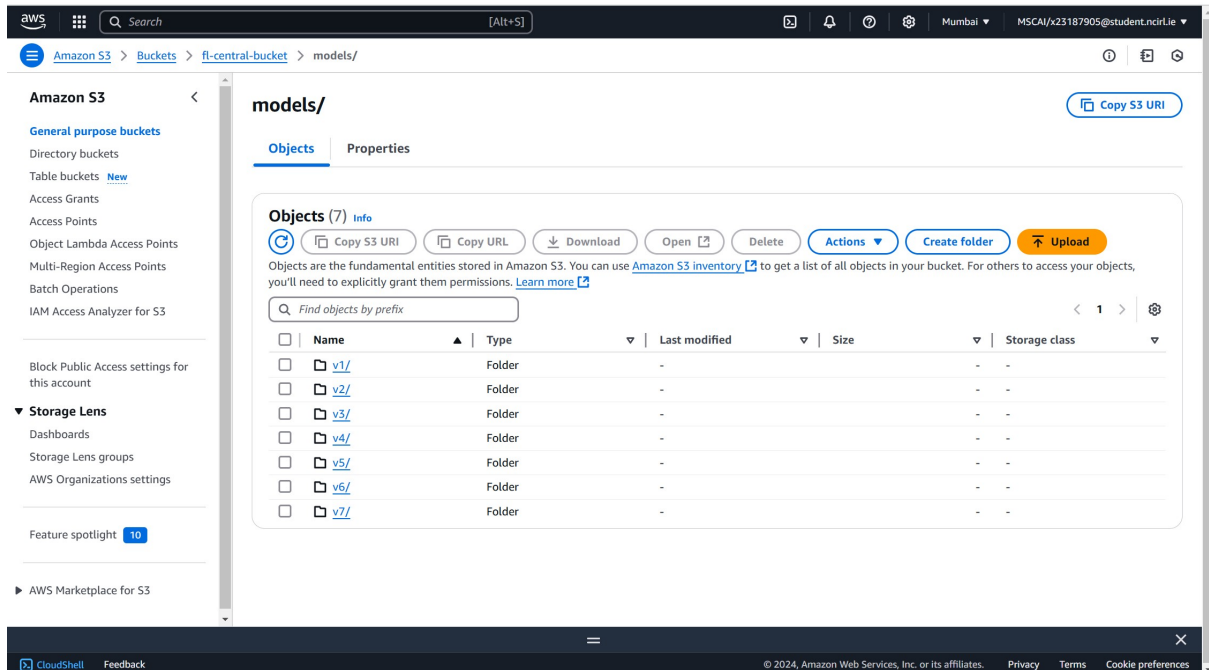 aws
Search [Alt+S]
Mumbai ▼ MSCAI/x23187905@student.ncirl.ie ▼
Amazon S3 > Buckets > fl-central-bucket > models/
Amazon S3
General purpose buckets
Directory buckets
Table buckets New
Access Grants
Access Points
Object Lambda Access Points
Multi-Region Access Points
Batch Operations
IAM Access Analyzer for S3
Block Public Access settings for
this account
▼ Storage Lens
Dashboards
Storage Lens groups
AWS Organizations settings
Feature spotlight 10
▶ AWS Marketplace for S3
models/
Copy S3 URI
Objects Properties
Objects (7) Info
Copy S3 URI Copy URL Download Open Delete Actions ▼ Create folder Upload
Objects are the fundamental entities stored in Amazon S3. You can use Amazon S3 inventory to get a list of all objects in your bucket. For others to access your objects,
you'll need to explicitly grant them permissions. Learn more
Find objects by prefix
< 1 >
Name ▲ Type Last modified Size Storage class
v1/ Folder - - -
v2/ Folder - - -
v3/ Folder - - -
v4/ Folder - - -
v5/ Folder - - -
v6/ Folder - - -
v7/ Folder - - -
CloudShell Feedback © 2024, Amazon Web Services, Inc. or its affiliates. Privacy Terms Cookie preferences